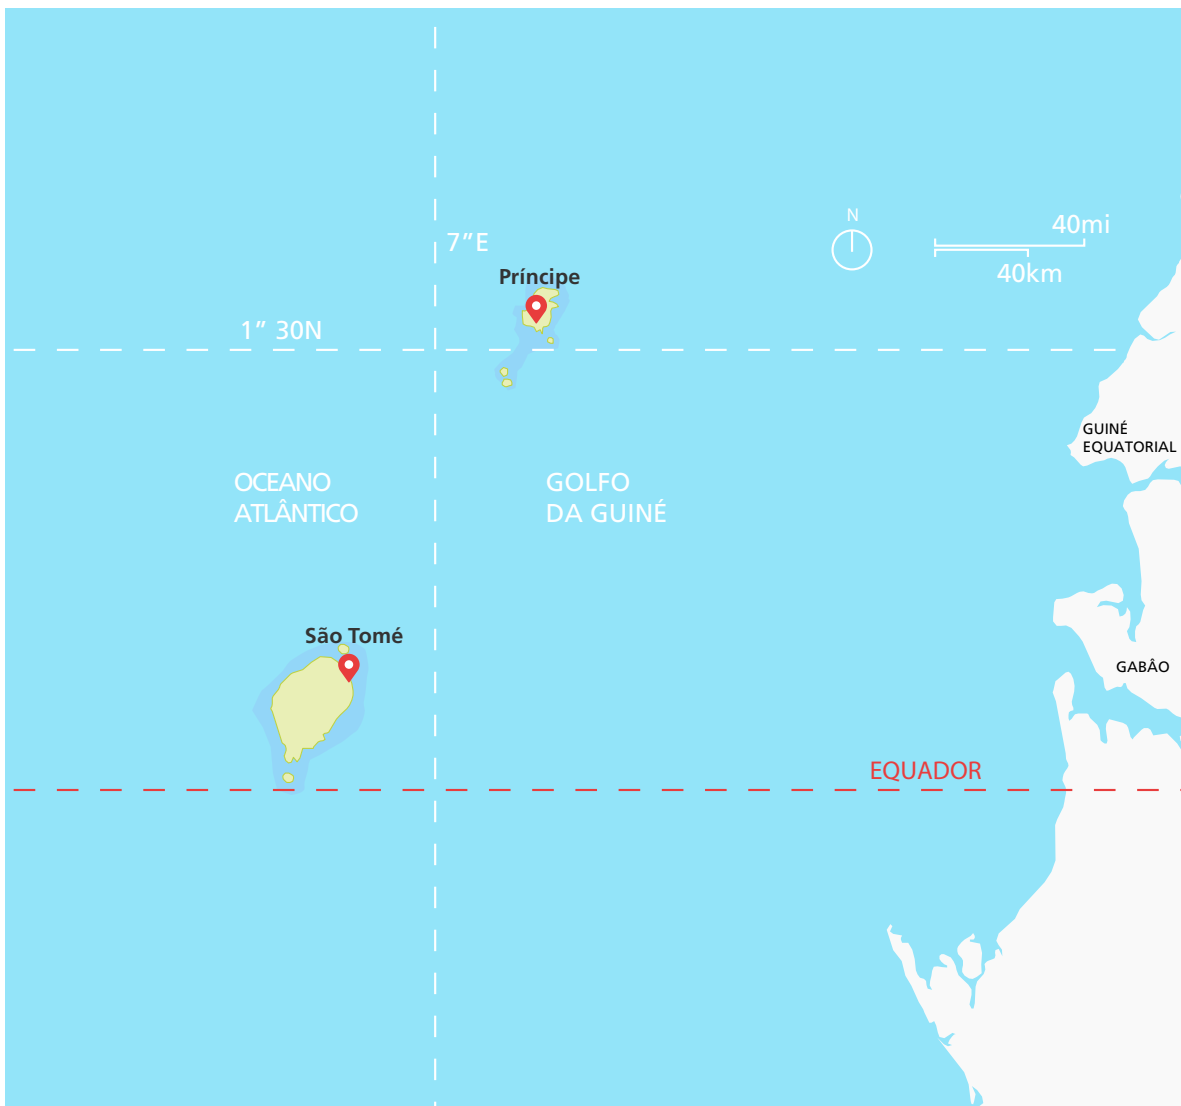 N
40mi
7”E
40km
Príncipe
1” 30N
GUINÉ
EQUATORIAL
OCEANO
ATLÂNTICO
GOLFO
DA GUINÉ
São Tomé
GABÂO
EQUADOR